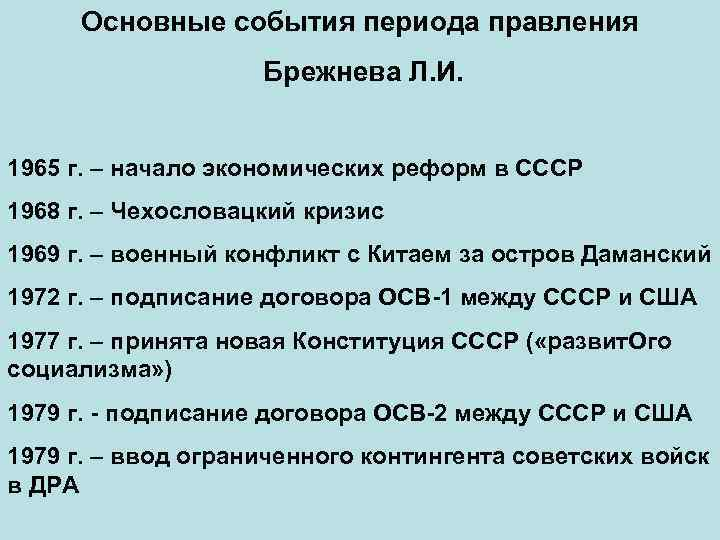 Основные события периода правления
Брежнева Л.И.
1965 г. – начало экономических реформ в СССР
1968 г. – Чехословацкий кризис
1969 г. – военный конфликт с Китаем за остров Даманский
1972 г. – подписание договора ОСВ-1 между СССР и США
1977 г. – принята новая Конституция СССР («развит.Ого
социализма»)
1979 г. - подписание договора ОСВ-2 между СССР и США
1979 г. – ввод ограниченного контингента советских войск
в ДРА